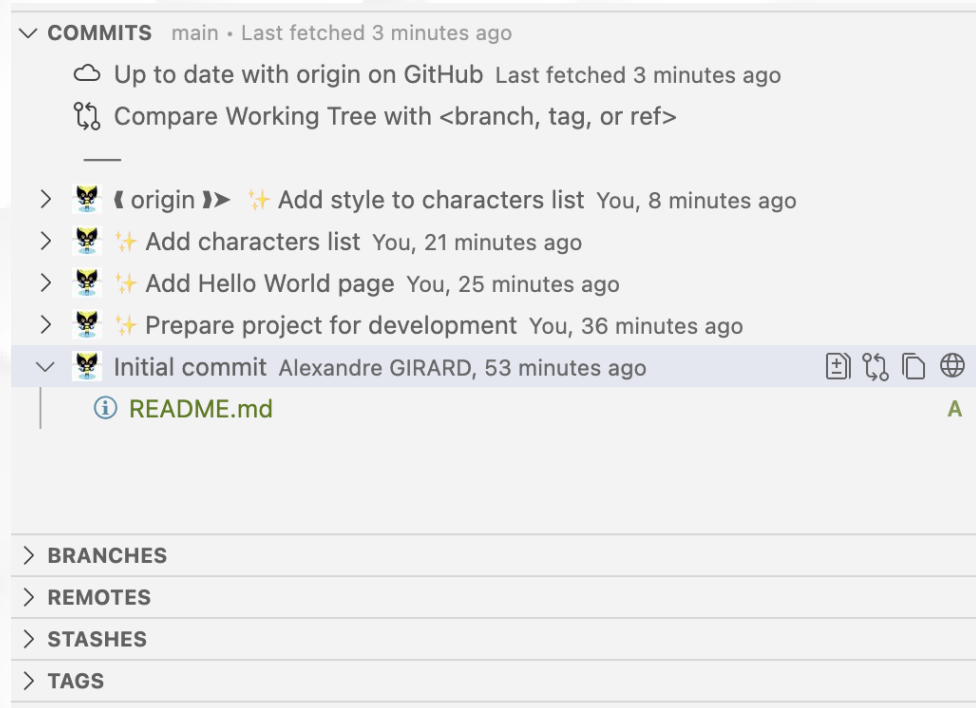 COMMITS main • Last fetched 3 minutes ago
Up to date with origin on GitHub Last fetched 3 minutes ago
Compare Working Tree with <branch, tag, or ref>
❰ origin ❱➤ ✨ Add style to characters list You, 8 minutes ago
✨ Add characters list You, 21 minutes ago
✨ Add Hello World page You, 25 minutes ago
✨ Prepare project for development You, 36 minutes ago
Initial commit Alexandre GIRARD, 53 minutes ago
README.md A
BRANCHES
REMOTES
STASHES
TAGS